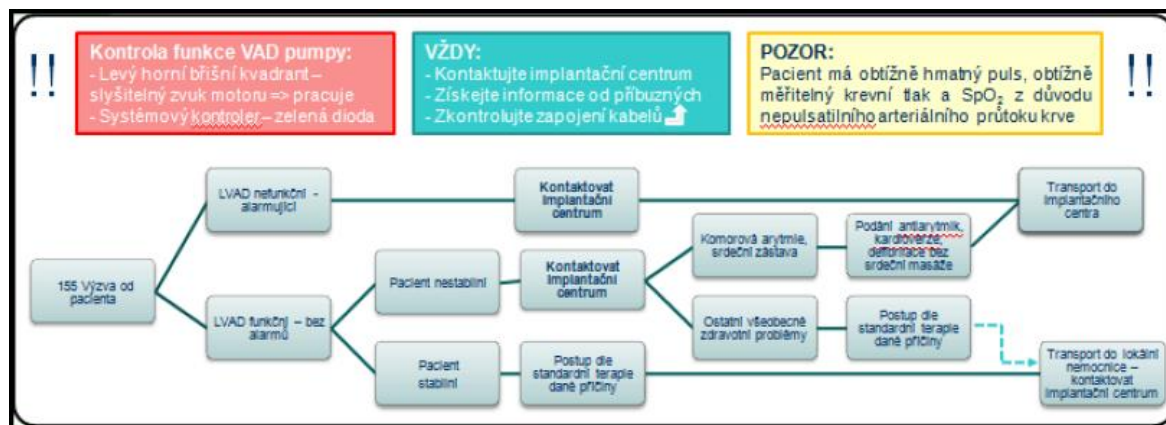 !!
Kontrola funkce VAD pumpy:
- Levý horní břišní kvadrant –
slyšitelný zvuk motoru => pracuje
- Systémový kontroler – zelená dioda
VŽDY:
- Kontaktujte implantační centrum
- Získejte informace od příbuzných
- Zkontrolujte zapojení kabelů
POZOR:
Pacient má obtížně hmatný puls, obtížně
měřitelný krevní tlak a SpO₂ z důvodu
nepulsatilního arteriálního průtoku krve
!!
155 Výzva od
pacienta
LVAD nefunkční -
alarmující
Kontaktovat
implantační
centrum
Transport do
implantačního
centra
LVAD funkční – bez
alarmů
Pacient nestabilní
Kontaktovat
implantační
centrum
Komorová arytmie,
srdeční zástava
Podání antiarytmik,
kardioverze,
defibrilace bez
srdeční masáže
Ostatní všeobecné
zdravotní problémy
Postup dle
standardní terapie
dané příčiny
Pacient
stabilní
Postup dle
standardní terapie
dané příčiny
Transport do lokální
nemocnice –
kontaktovat
implantační centrum